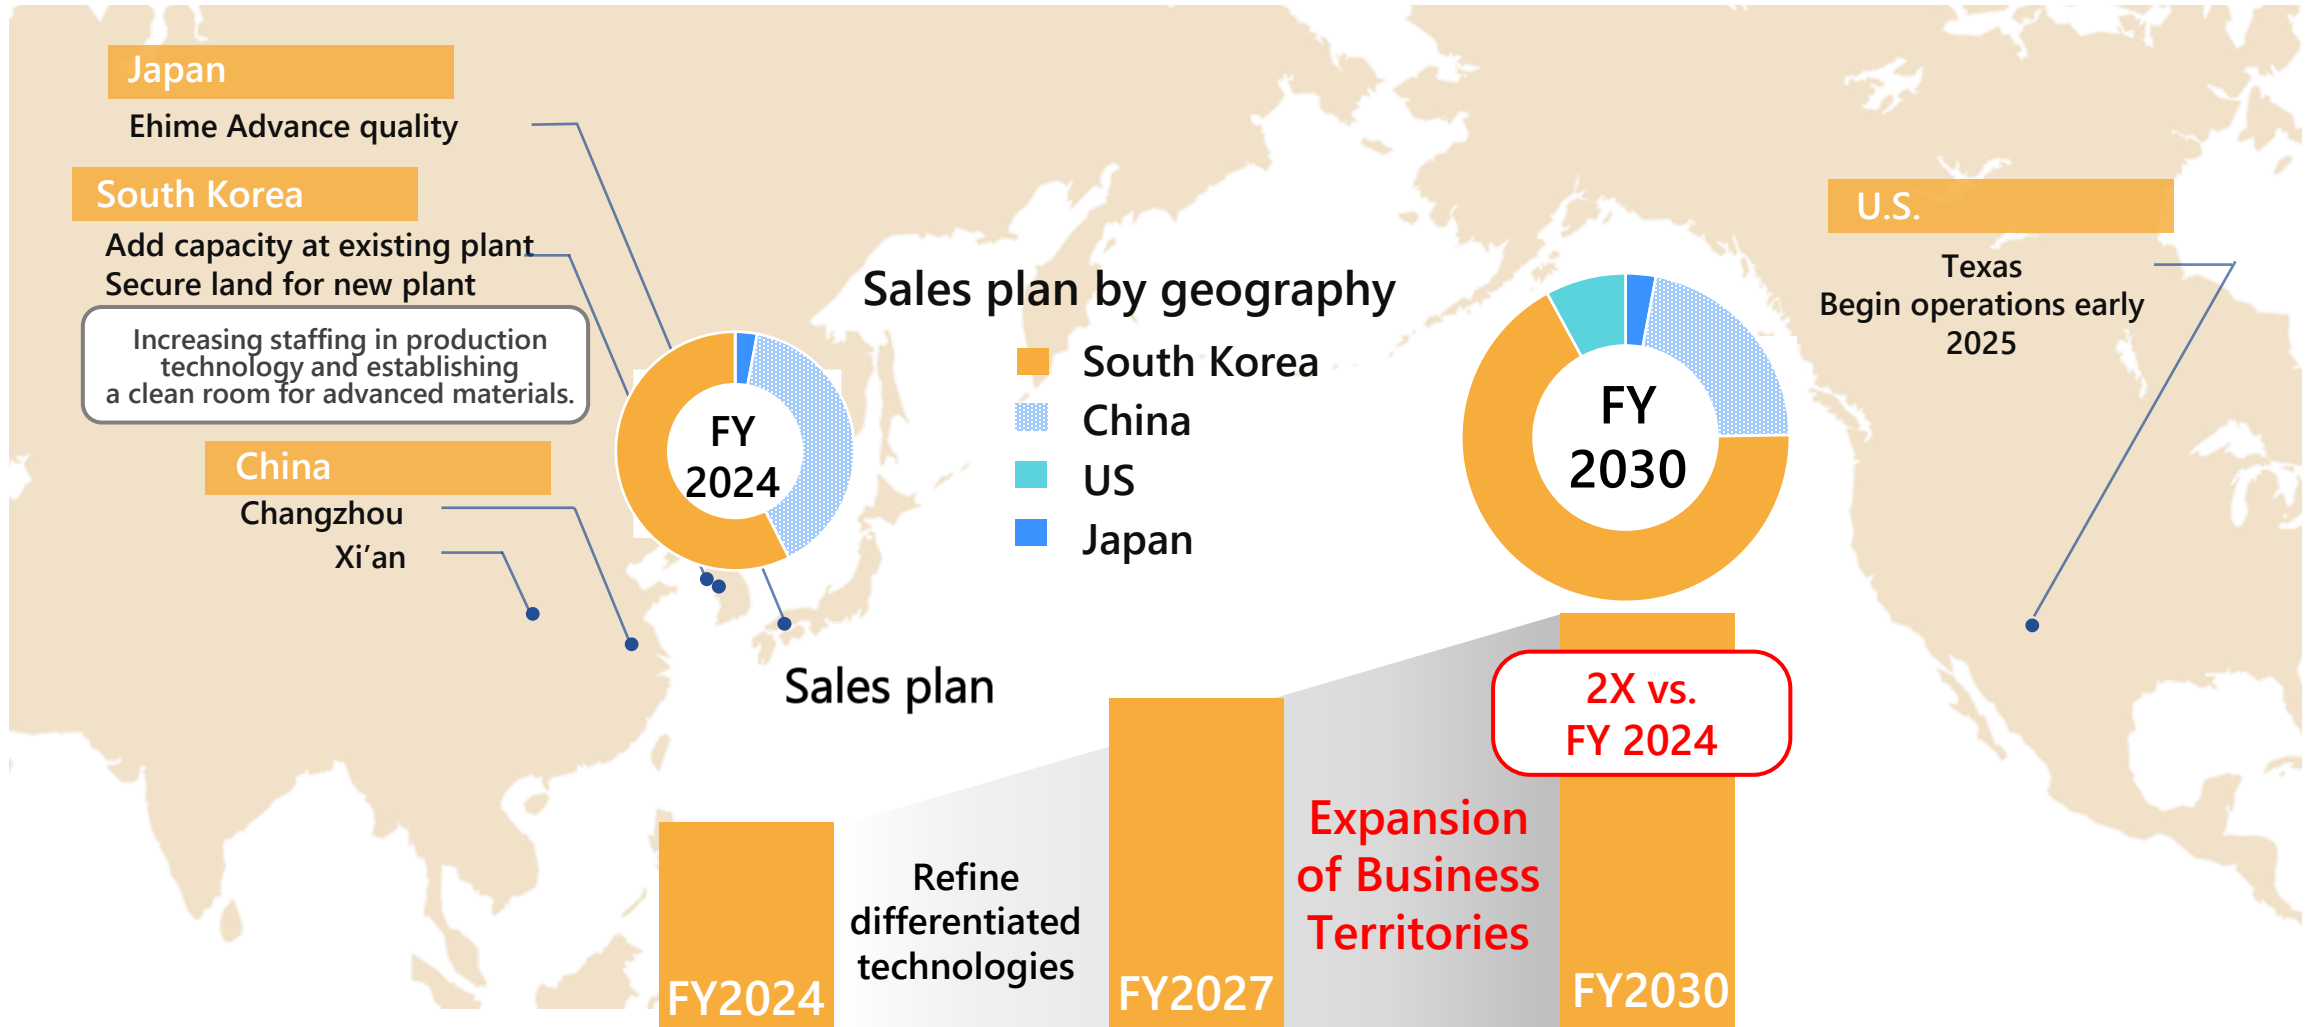 Japan
Ehime Advance quality
South Korea
Add capacity at existing plant
Secure land for new plant
Increasing staffing in production
technology and establishing
a clean room for advanced materials.
China
Changzhou
Xi’an
U.S.
Texas
Begin operations early
2025
Sales plan by geography
South Korea
China
US
Japan
FY
2024
FY
2030
Sales plan
2X vs.
FY 2024
Refine
differentiated
technologies
Expansion
of Business
Territories
FY2024
FY2027
FY2030